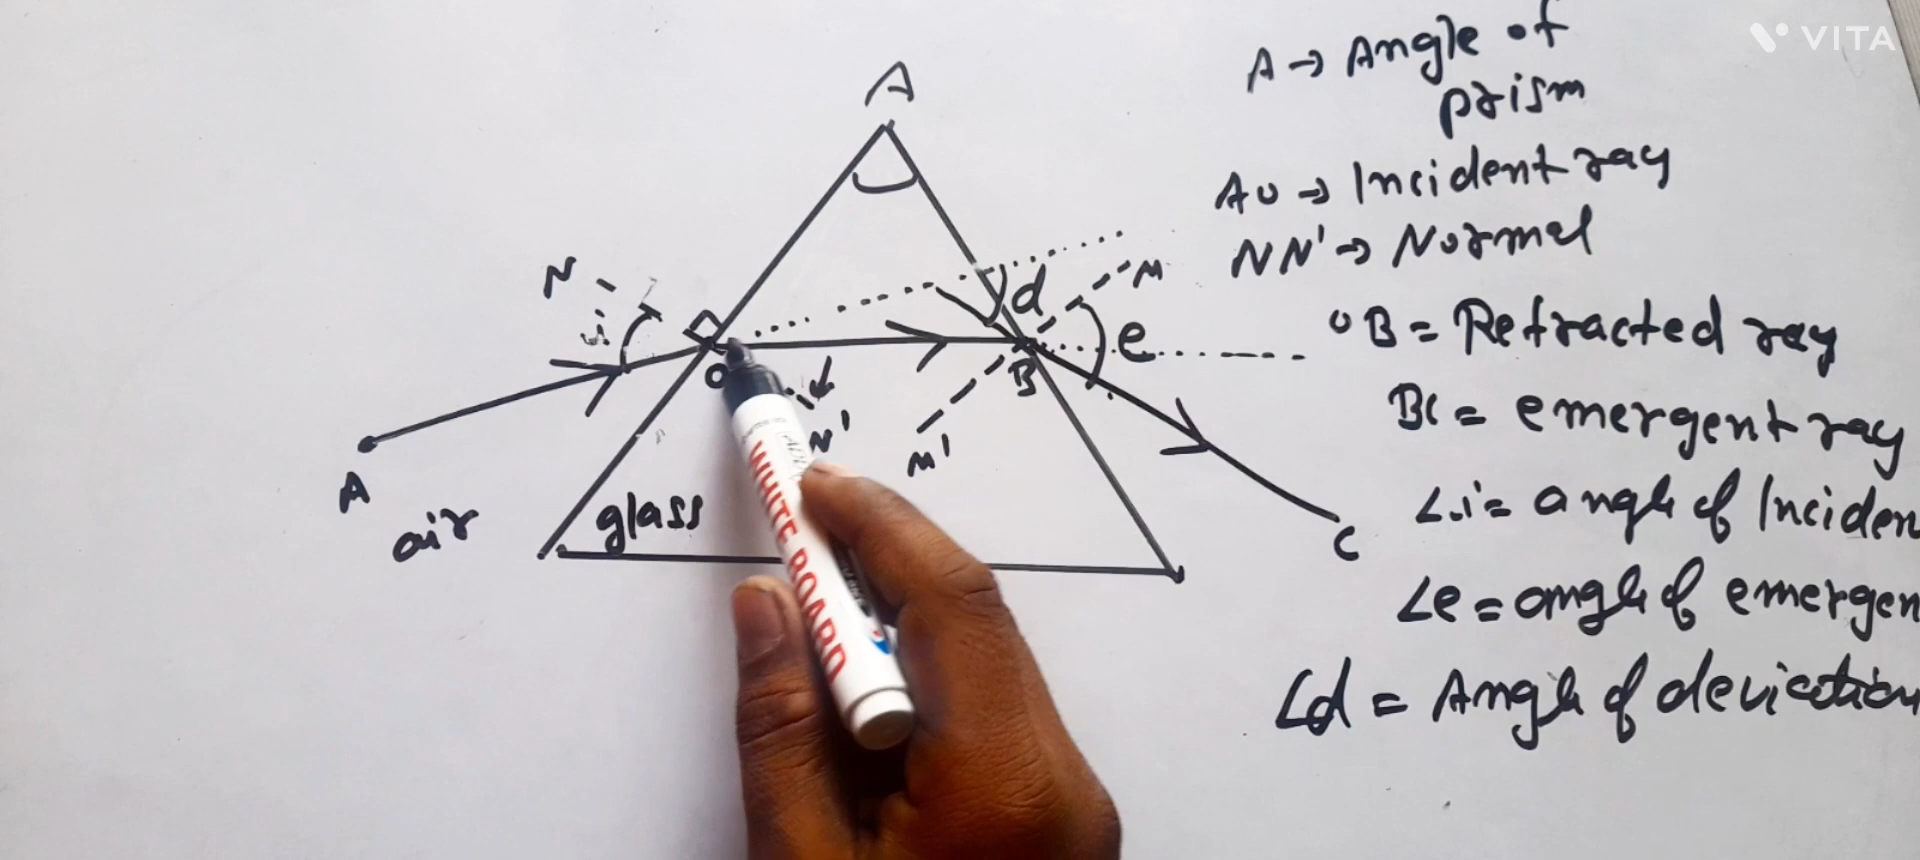 VITA
A → Angle of
prism
AO → Incident ray
NN' → Normal
OB = Refracted ray
BC = emergent ray
∠i = angle of Inciden
∠e = angle of emergen
∠d = Angle of deviation
A
N
i
d
M
e
O
B
N'
M'
A
air
glass
C
WHITE BOARD